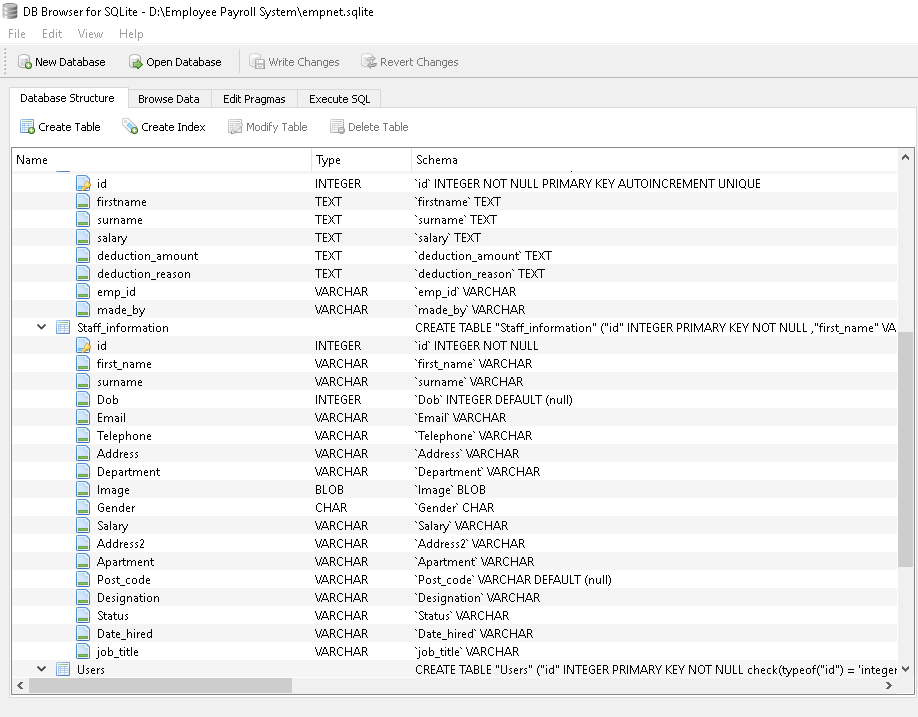 DB Browser for SQLite - D:\Employee Payroll System\empnet.sqlite
File Edit View Help
New Database Open Database Write Changes Revert Changes
Database Structure Browse Data Edit Pragmas Execute SQL
Create Table Create Index Modify Table Delete Table
Name Type Schema
id INTEGER `id` INTEGER NOT NULL PRIMARY KEY AUTOINCREMENT UNIQUE
firstname TEXT `firstname` TEXT
surname TEXT `surname` TEXT
salary TEXT `salary` TEXT
deduction_amount TEXT `deduction_amount` TEXT
deduction_reason TEXT `deduction_reason` TEXT
emp_id VARCHAR `emp_id` VARCHAR
made_by VARCHAR `made_by` VARCHAR
Staff_information CREATE TABLE "Staff_information" ("id" INTEGER PRIMARY KEY NOT NULL ,"first_name" VA
id INTEGER `id` INTEGER NOT NULL
first_name VARCHAR `first_name` VARCHAR
surname VARCHAR `surname` VARCHAR
Dob INTEGER `Dob` INTEGER DEFAULT (null)
Email VARCHAR `Email` VARCHAR
Telephone VARCHAR `Telephone` VARCHAR
Address VARCHAR `Address` VARCHAR
Department VARCHAR `Department` VARCHAR
Image BLOB `Image` BLOB
Gender CHAR `Gender` CHAR
Salary VARCHAR `Salary` VARCHAR
Address2 VARCHAR `Address2` VARCHAR
Apartment VARCHAR `Apartment` VARCHAR
Post_code VARCHAR `Post_code` VARCHAR DEFAULT (null)
Designation VARCHAR `Designation` VARCHAR
Status VARCHAR `Status` VARCHAR
Date_hired VARCHAR `Date_hired` VARCHAR
job_title VARCHAR `job_title` VARCHAR
Users CREATE TABLE "Users" ("id" INTEGER PRIMARY KEY NOT NULL check(typeof("id") = 'integer